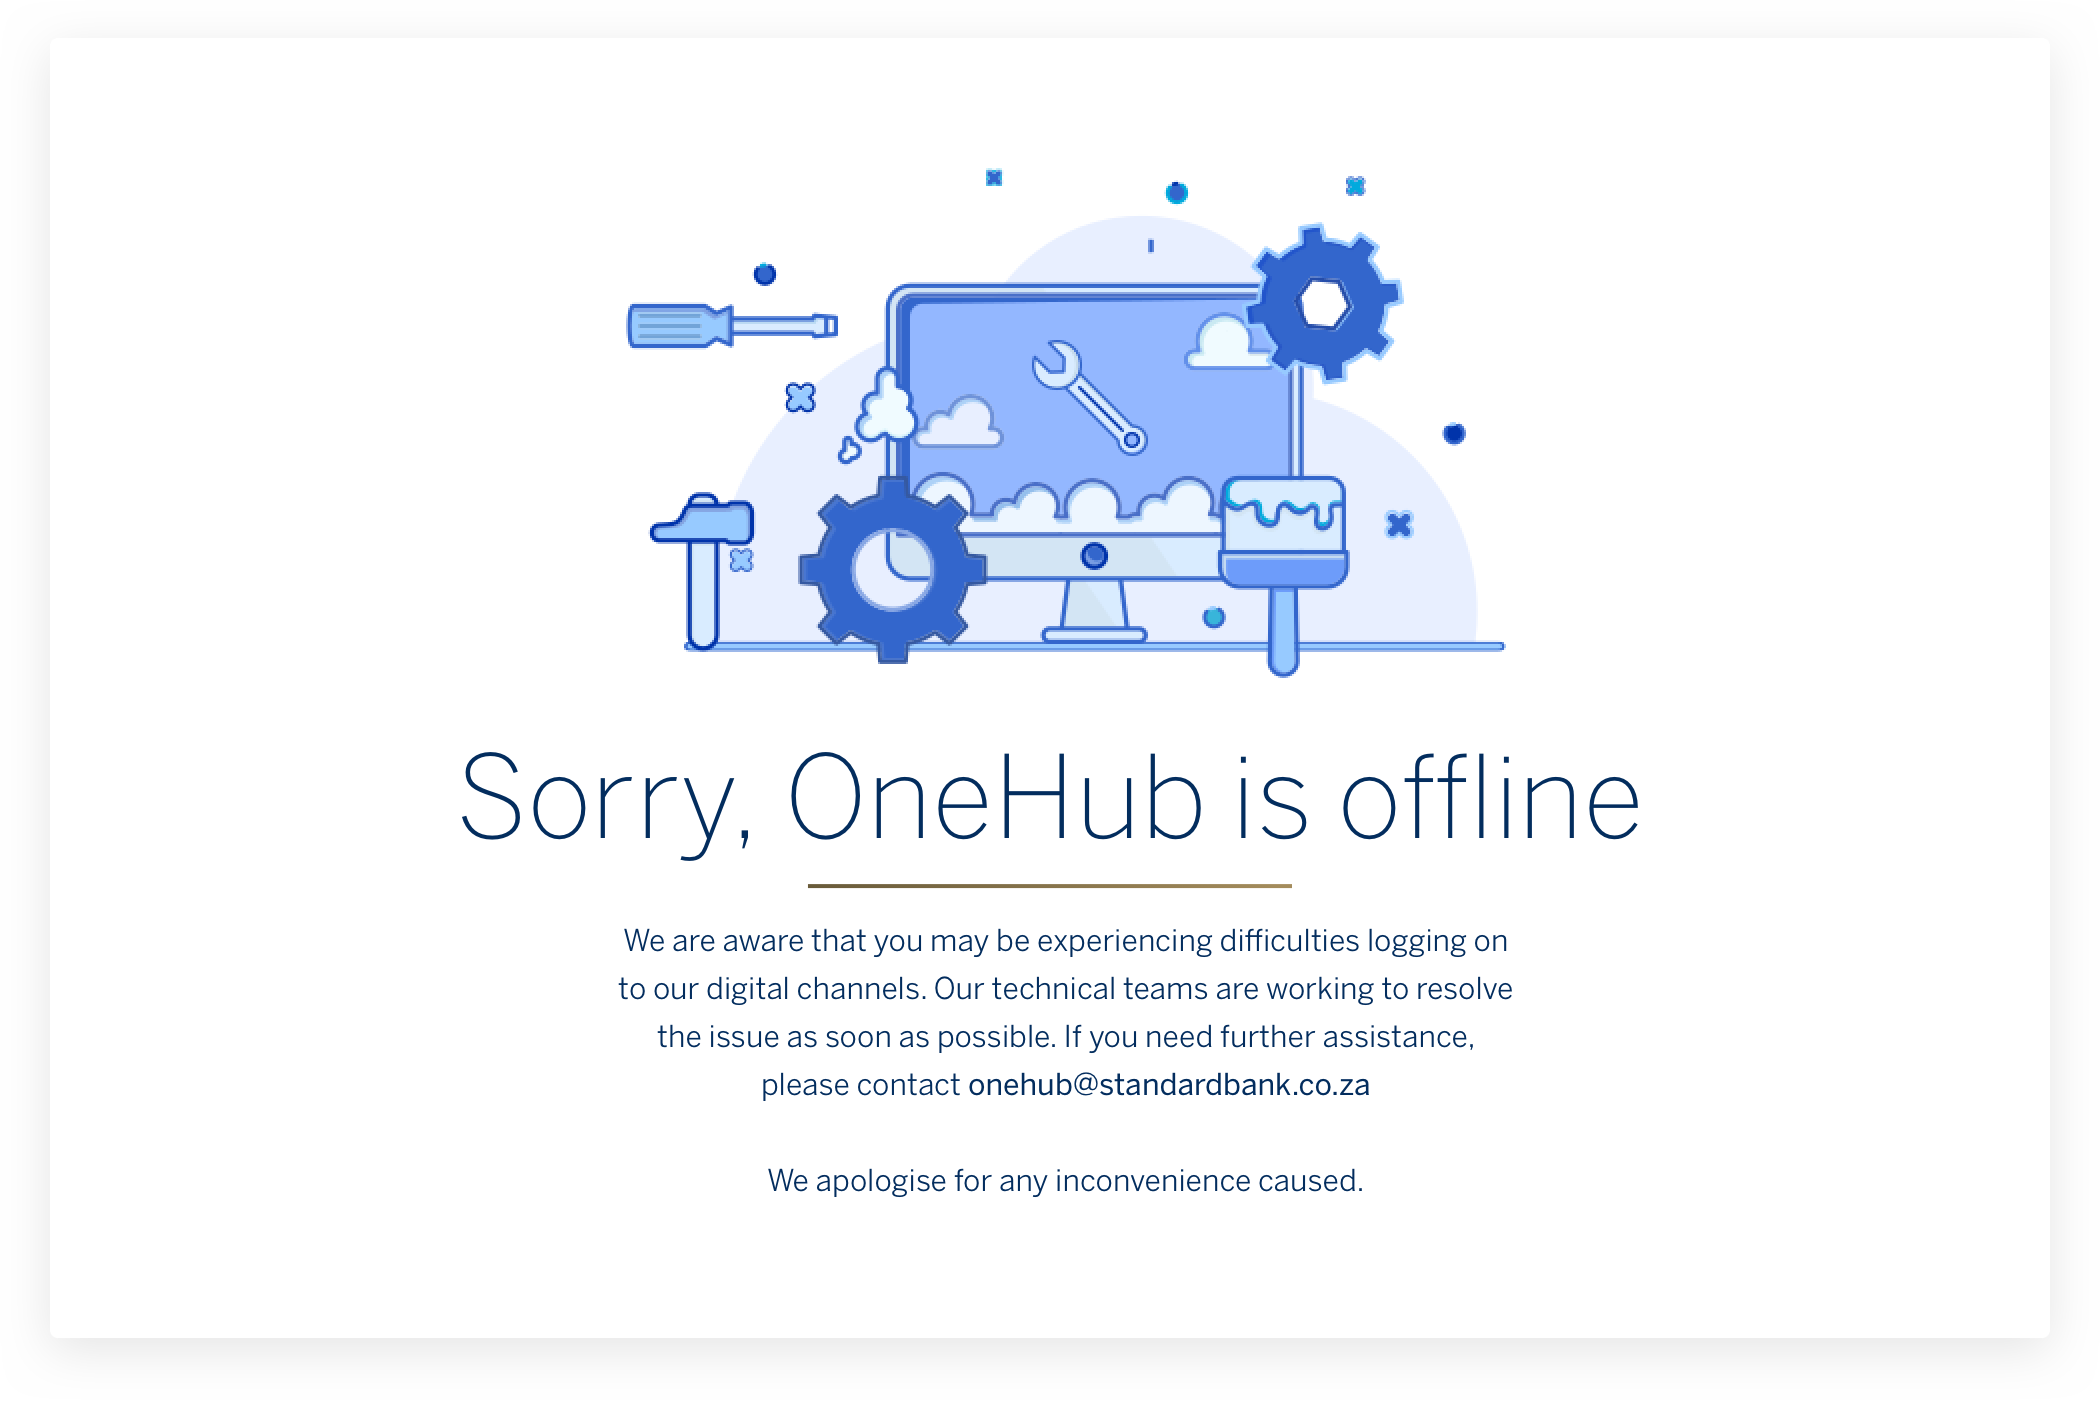 Sorry, OneHub is offline
We are aware that you may be experiencing difficulties logging on
to our digital channels. Our technical teams are working to resolve
the issue as soon as possible. If you need further assistance,
please contact onehub@standardbank.co.za
We apologise for any inconvenience caused.